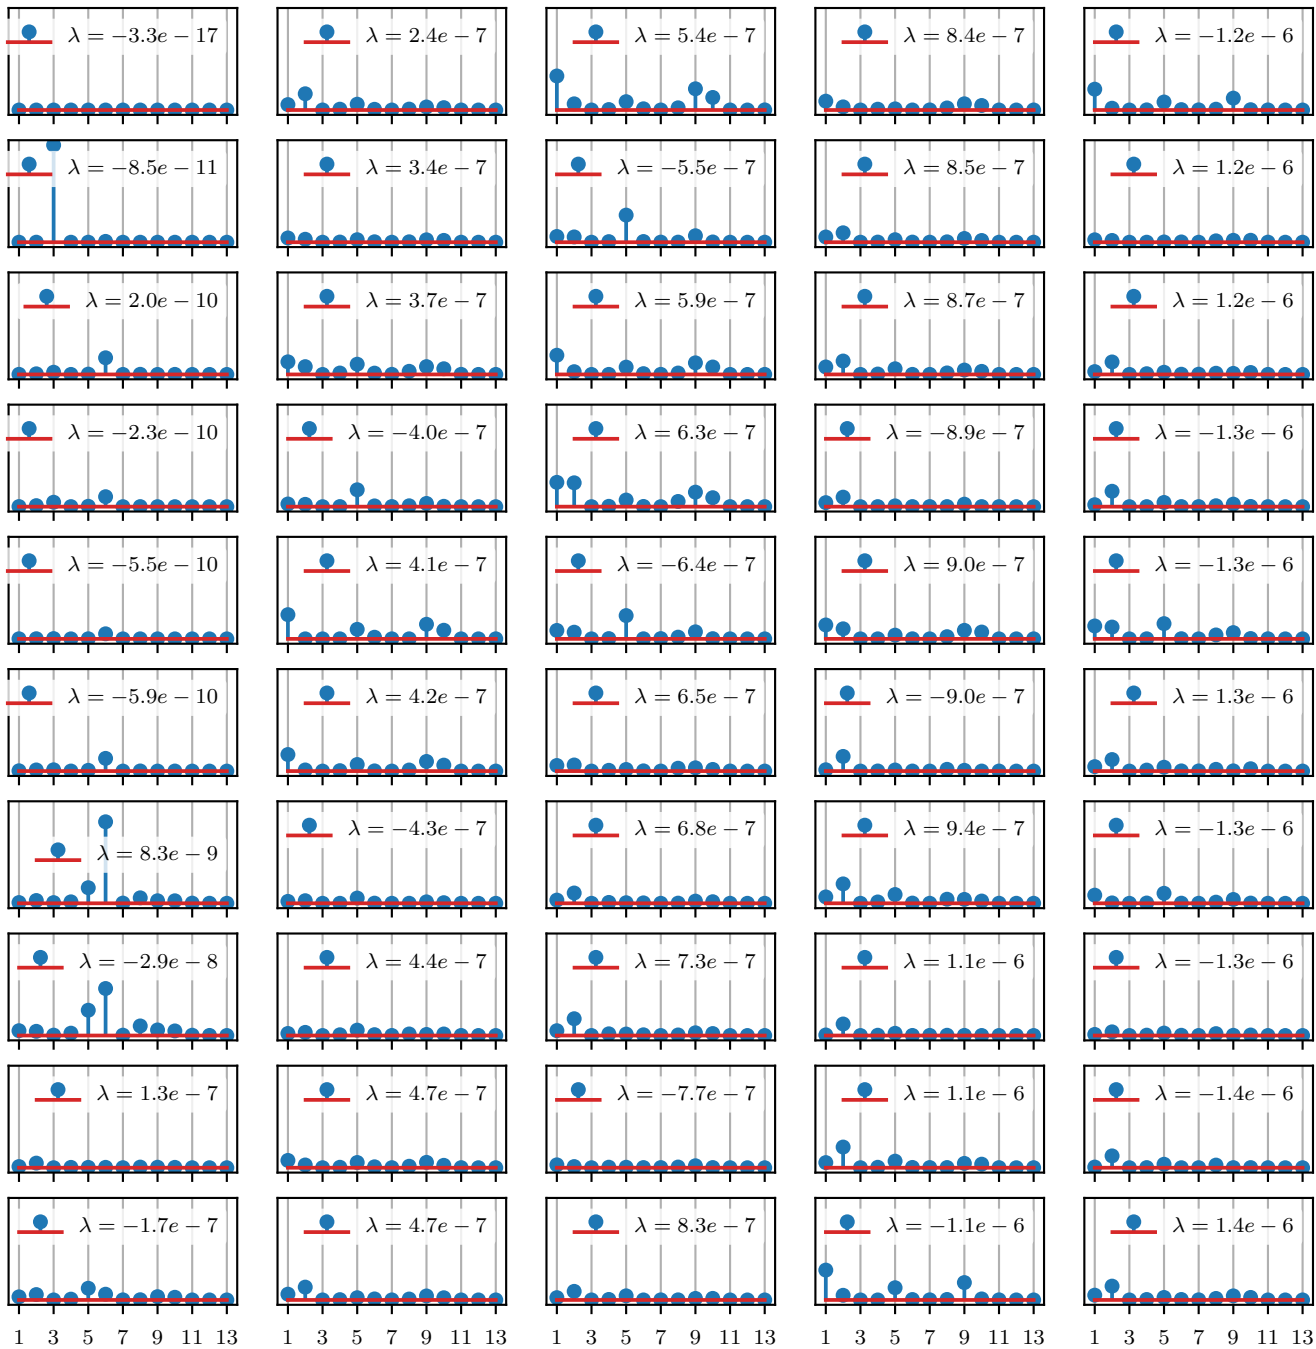 λ = −3.3e − 17 λ = 2.4e − 7 λ = 5.4e − 7 λ = 8.4e − 7 λ = −1.2e − 6
λ = −8.5e − 11 λ = 3.4e − 7 λ = −5.5e − 7 λ = 8.5e − 7 λ = 1.2e − 6
λ = 2.0e − 10 λ = 3.7e − 7 λ = 5.9e − 7 λ = 8.7e − 7 λ = 1.2e − 6
λ = −2.3e − 10 λ = −4.0e − 7 λ = 6.3e − 7 λ = −8.9e − 7 λ = −1.3e − 6
λ = −5.5e − 10 λ = 4.1e − 7 λ = −6.4e − 7 λ = 9.0e − 7 λ = −1.3e − 6
λ = −5.9e − 10 λ = 4.2e − 7 λ = 6.5e − 7 λ = −9.0e − 7 λ = 1.3e − 6
λ = 8.3e − 9 λ = −4.3e − 7 λ = 6.8e − 7 λ = 9.4e − 7 λ = −1.3e − 6
λ = −2.9e − 8 λ = 4.4e − 7 λ = 7.3e − 7 λ = 1.1e − 6 λ = −1.3e − 6
λ = 1.3e − 7 λ = 4.7e − 7 λ = −7.7e − 7 λ = 1.1e − 6 λ = −1.4e − 6
λ = −1.7e − 7 λ = 4.7e − 7 λ = 8.3e − 7 λ = −1.1e − 6 λ = 1.4e − 6
1 3 5 7 9 11 13 1 3 5 7 9 11 13 1 3 5 7 9 11 13 1 3 5 7 9 11 13 1 3 5 7 9 11 13